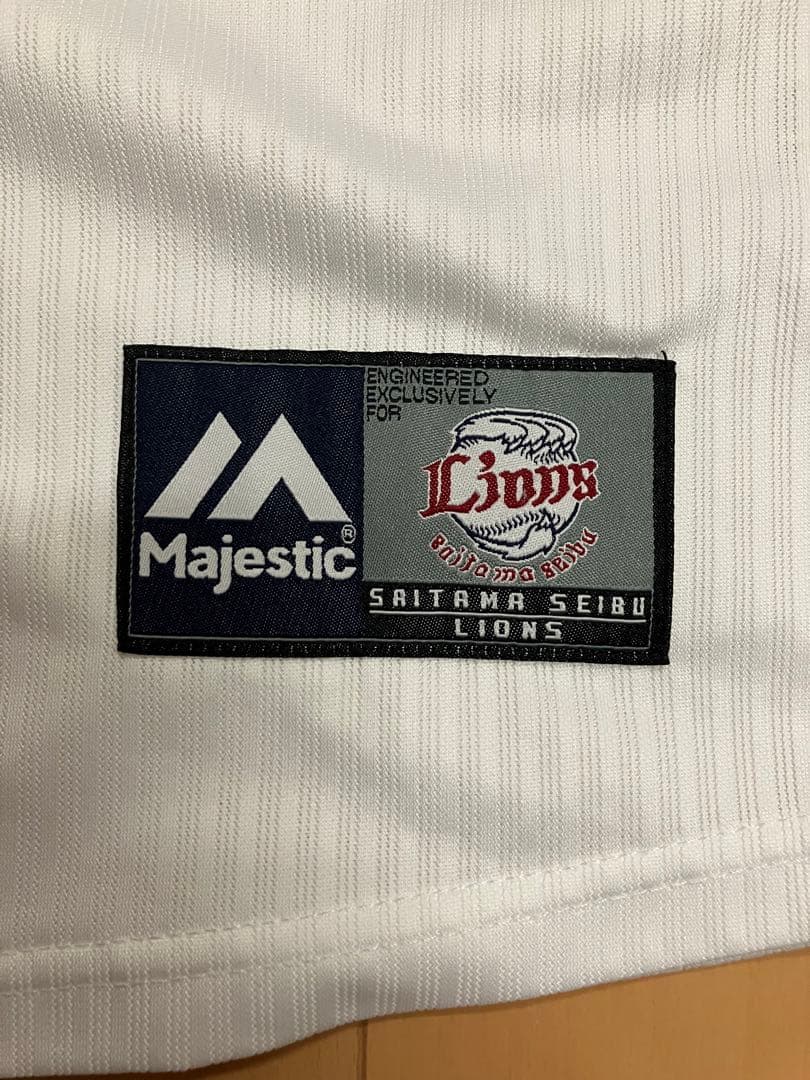 Majestic®
ENGINEERED
EXCLUSIVELY
FOR
Lions
saitama seibu
SAITAMA SEIBU
LIONS